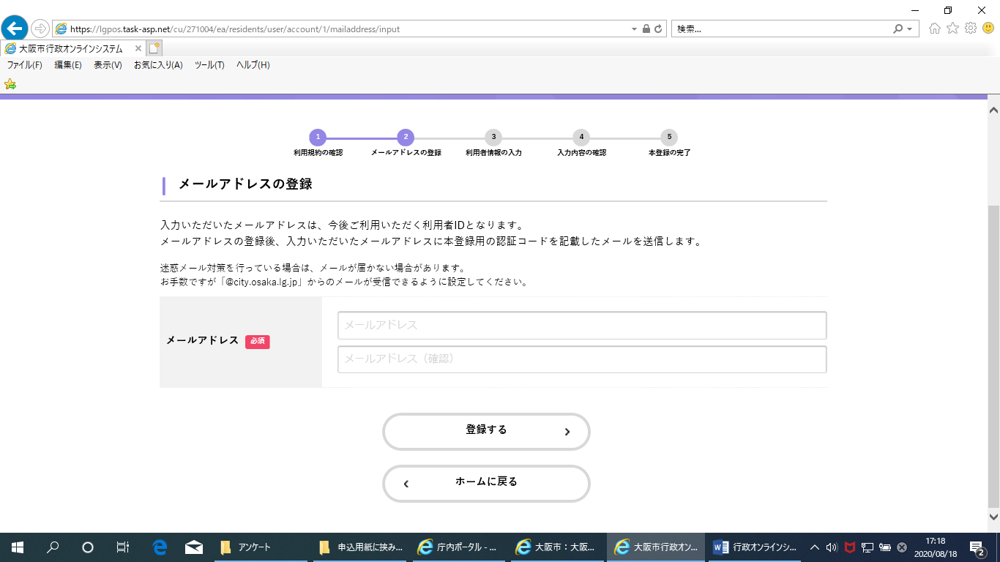 https://lgpos.task-asp.net/cu/271004/ea/residents/user/account/1/mailaddress/input
検索...
大阪市行政オンラインシステム
ファイル(F) 編集(E) 表示(V) お気に入り(A) ツール(T) ヘルプ(H)
1 2 3 4 5
利用規約の確認 メールアドレスの登録 利用者情報の入力 入力内容の確認 本登録の完了
メールアドレスの登録
入力いただいたメールアドレスは、今後ご利用いただく利用者IDとなります。
メールアドレスの登録後、入力いただいたメールアドレスに本登録用の認証コードを記載したメールを送信します。
迷惑メール対策を行っている場合は、メールが届かない場合があります。
お手数ですが「@city.osaka.lg.jp」からのメールが受信できるように設定してください。
メールアドレス 必須
メールアドレス
メールアドレス（確認）
登録する
ホームに戻る
アンケート 申込用紙に挟み... 庁内ポータル - ... 大阪市：大阪... 大阪市行政オン... 行政オンラインシ...
17:18
2020/08/18
2